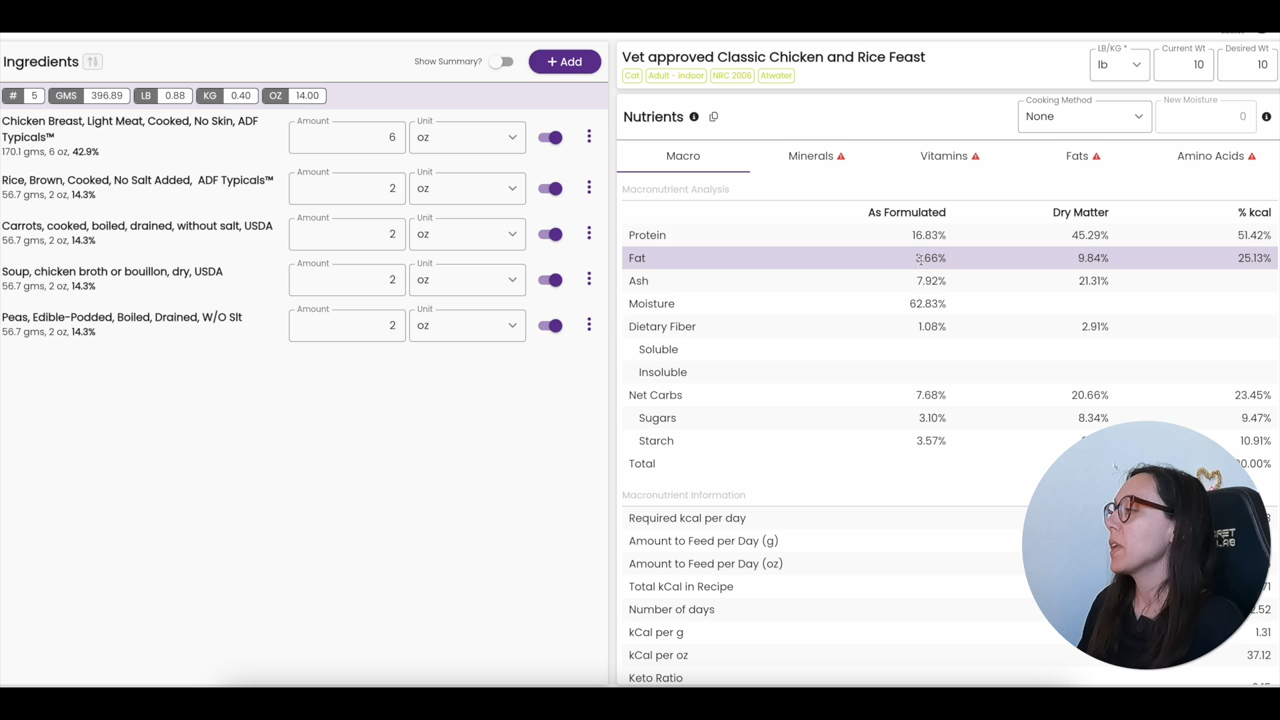 Ingredients
Show Summary?
+ Add
# 5 GMS 396.89 LB 0.88 KG 0.40 OZ 14.00
Chicken Breast, Light Meat, Cooked, No Skin, ADF
Typicals™
170.1 gms, 6 oz, 42.9%
Amount 6 Unit oz
Rice, Brown, Cooked, No Salt Added, ADF Typicals™
56.7 gms, 2 oz, 14.3%
Amount 2 Unit oz
Carrots, cooked, boiled, drained, without salt, USDA
56.7 gms, 2 oz, 14.3%
Amount 2 Unit oz
Soup, chicken broth or bouillon, dry, USDA
56.7 gms, 2 oz, 14.3%
Amount 2 Unit oz
Peas, Edible-Podded, Boiled, Drained, W/O Slt
56.7 gms, 2 oz, 14.3%
Amount 2 Unit oz
Vet approved Classic Chicken and Rice Feast
Cat Adult - indoor NRC 2006 Atwater
LB/KG * lb Current Wt 10 Desired Wt 10
Nutrients
Cooking Method None New Moisture 0
Macro Minerals Vitamins Fats Amino Acids
Macronutrient Analysis
As Formulated Dry Matter % kcal
Protein 16.83% 45.29% 51.42%
Fat 3.66% 9.84% 25.13%
Ash 7.92% 21.31%
Moisture 62.83%
Dietary Fiber 1.08% 2.91%
Soluble
Insoluble
Net Carbs 7.68% 20.66% 23.45%
Sugars 3.10% 8.34% 9.47%
Starch 3.57% 10.91%
Total
Macronutrient Information
Required kcal per day
Amount to Feed per Day (g)
Amount to Feed per Day (oz)
Total kCal in Recipe
Number of days
kCal per g 1.31
kCal per oz 37.12
Keto Ratio